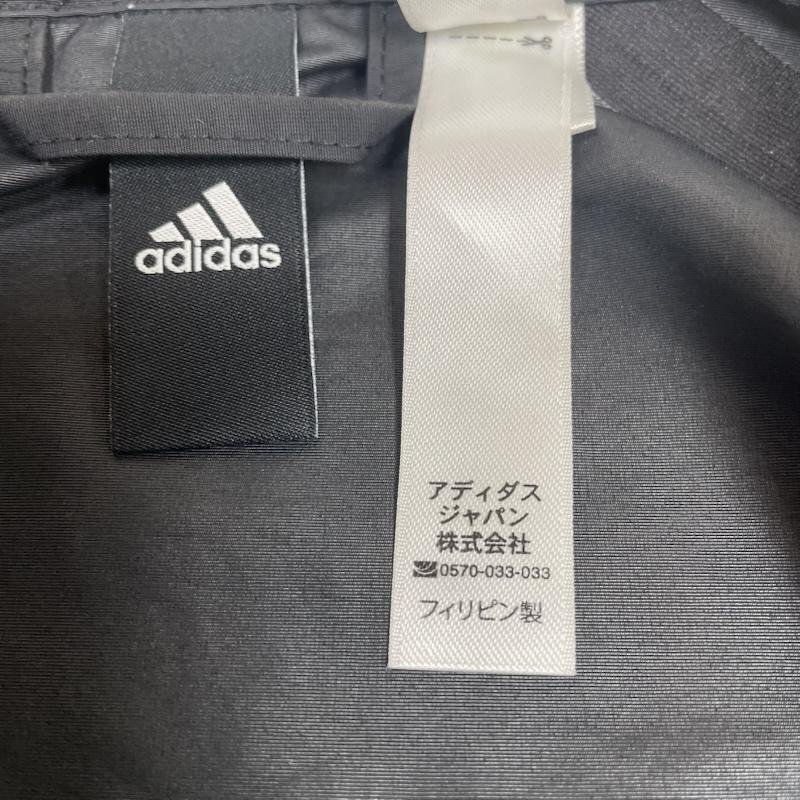 adidas
アディダス
ジャパン
株式会社
0570-033-033
フィリピン製